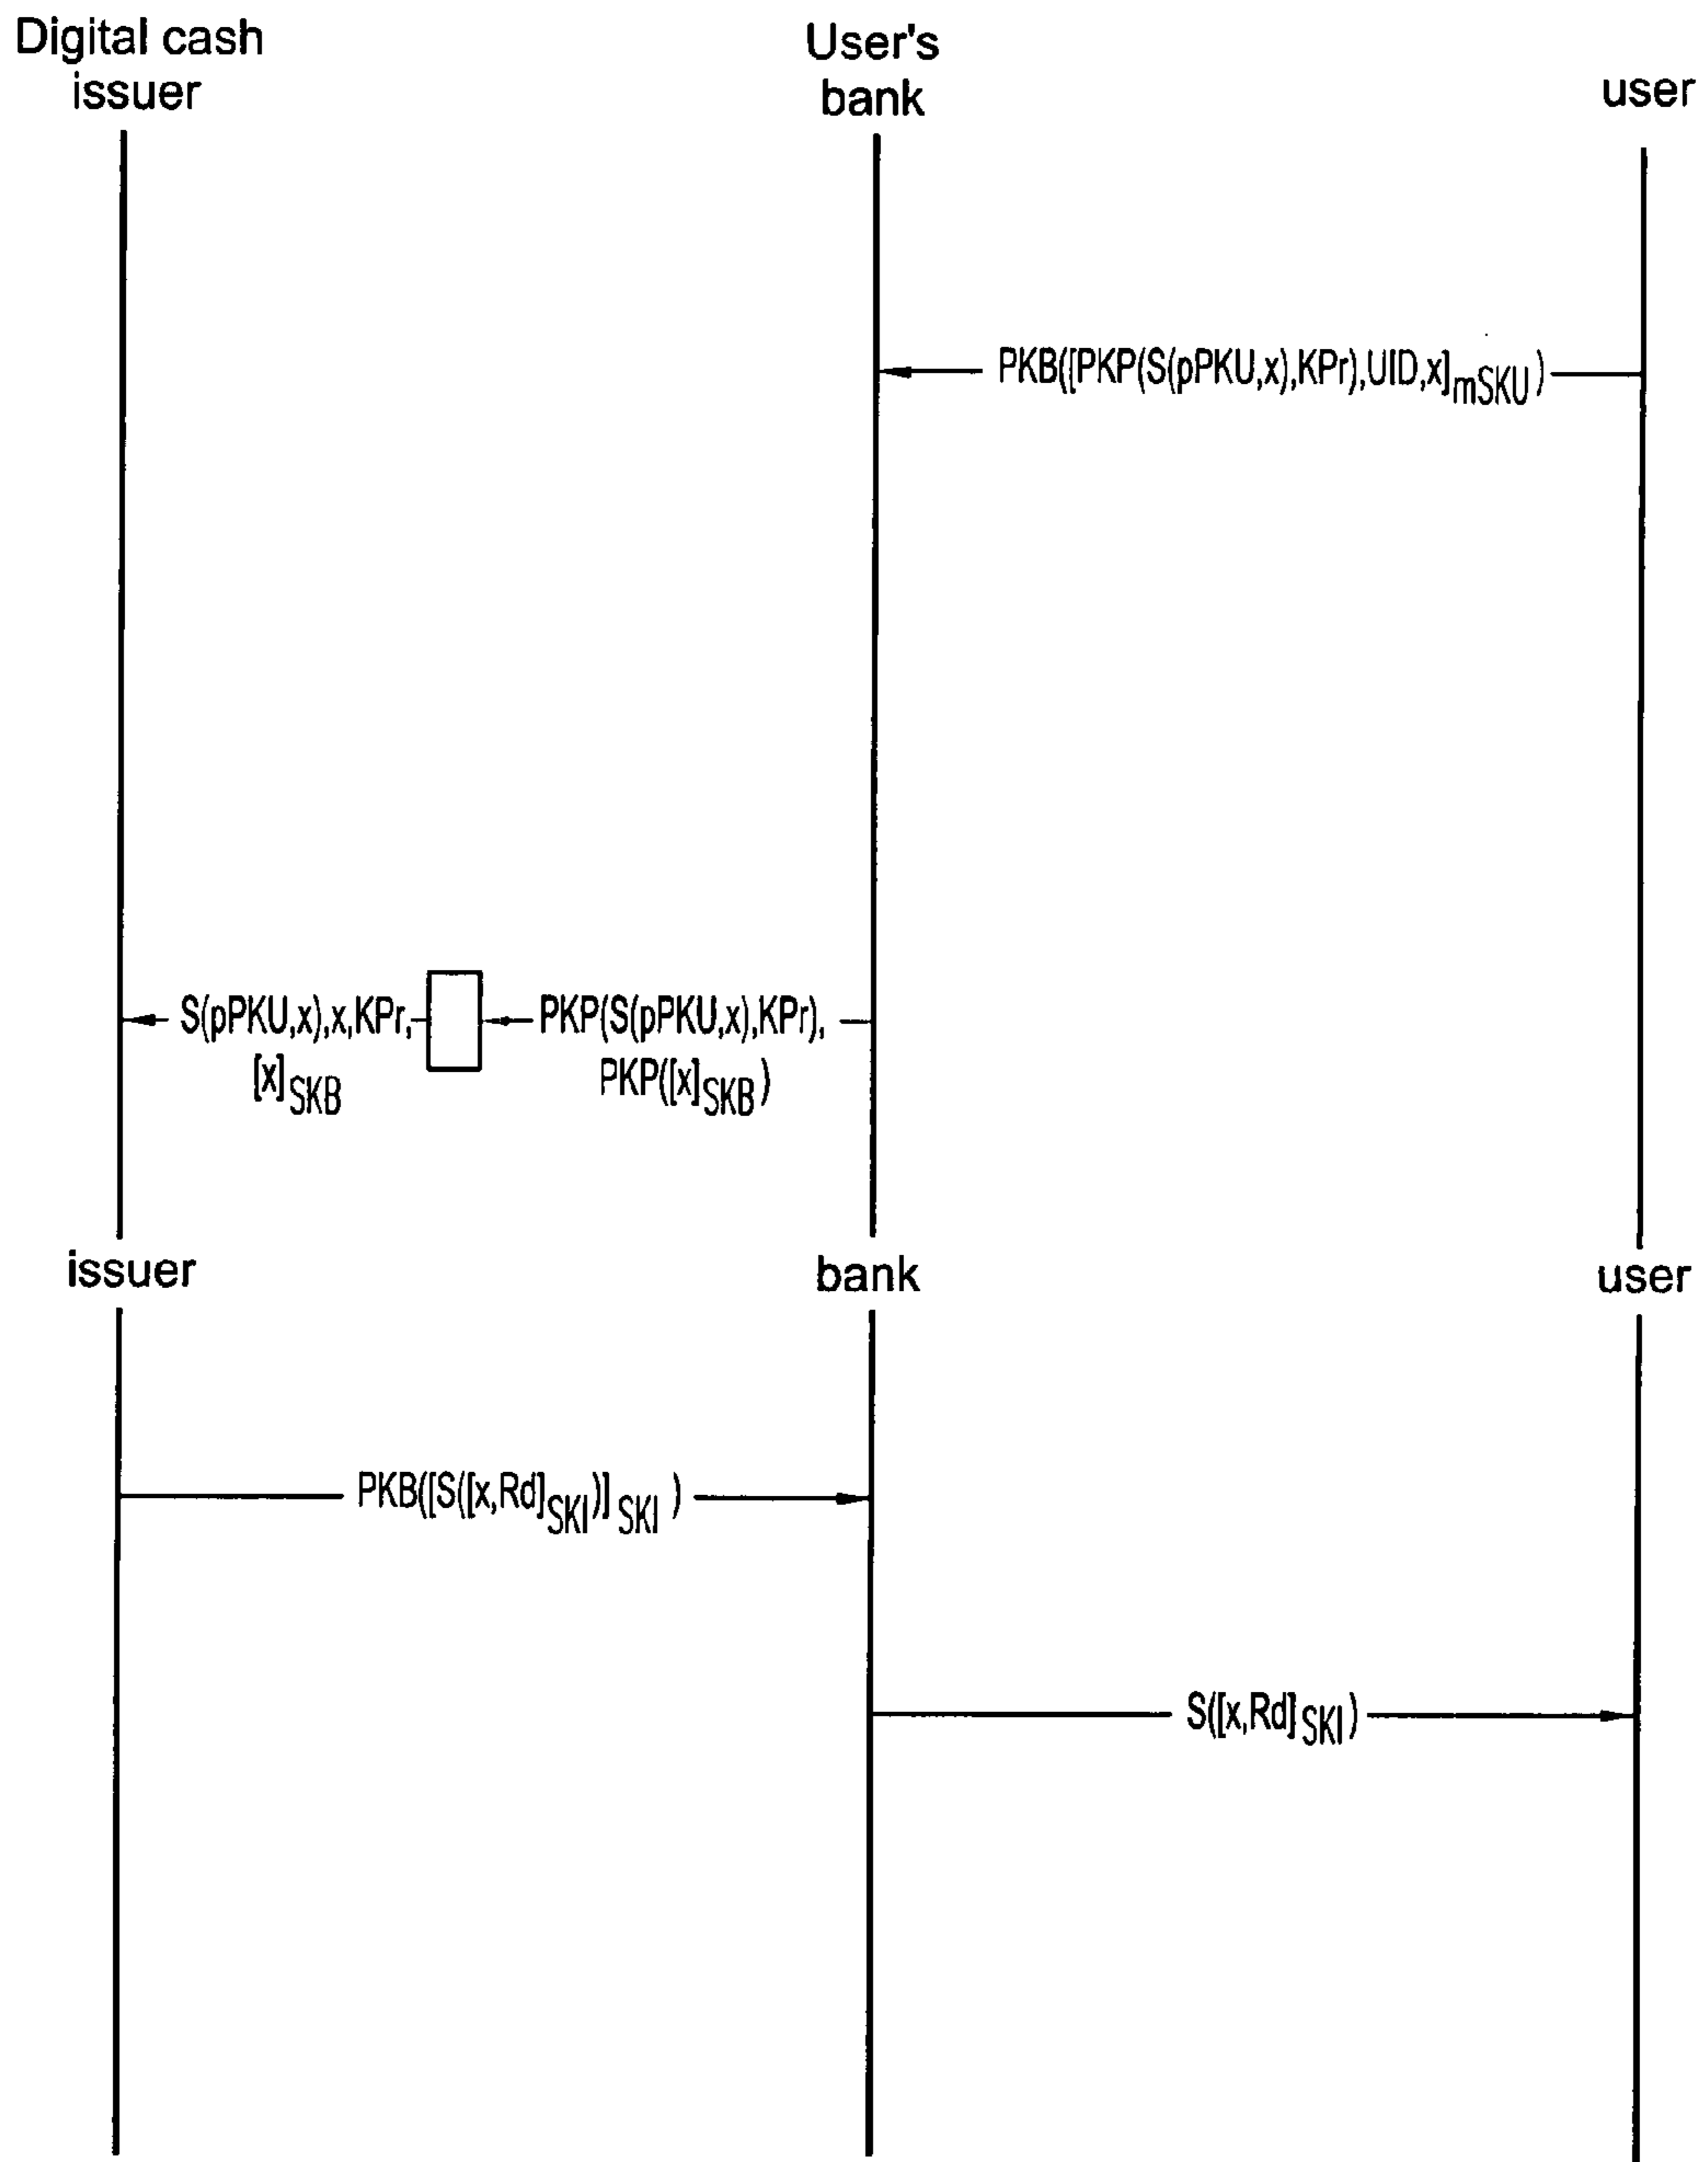 Digital cash
issuer
User's
bank
user
PKB([PKP(S(pPKU,x),KPr),UID,x]mSKU)
S(pPKU,x),x,KPr,
[x]SKB
PKP(S(pPKU,x),KPr),
PKP([x]SKB)
issuer
bank
user
PKB([S([x,Rd]SKI)]SKI)
S([x,Rd]SKI)